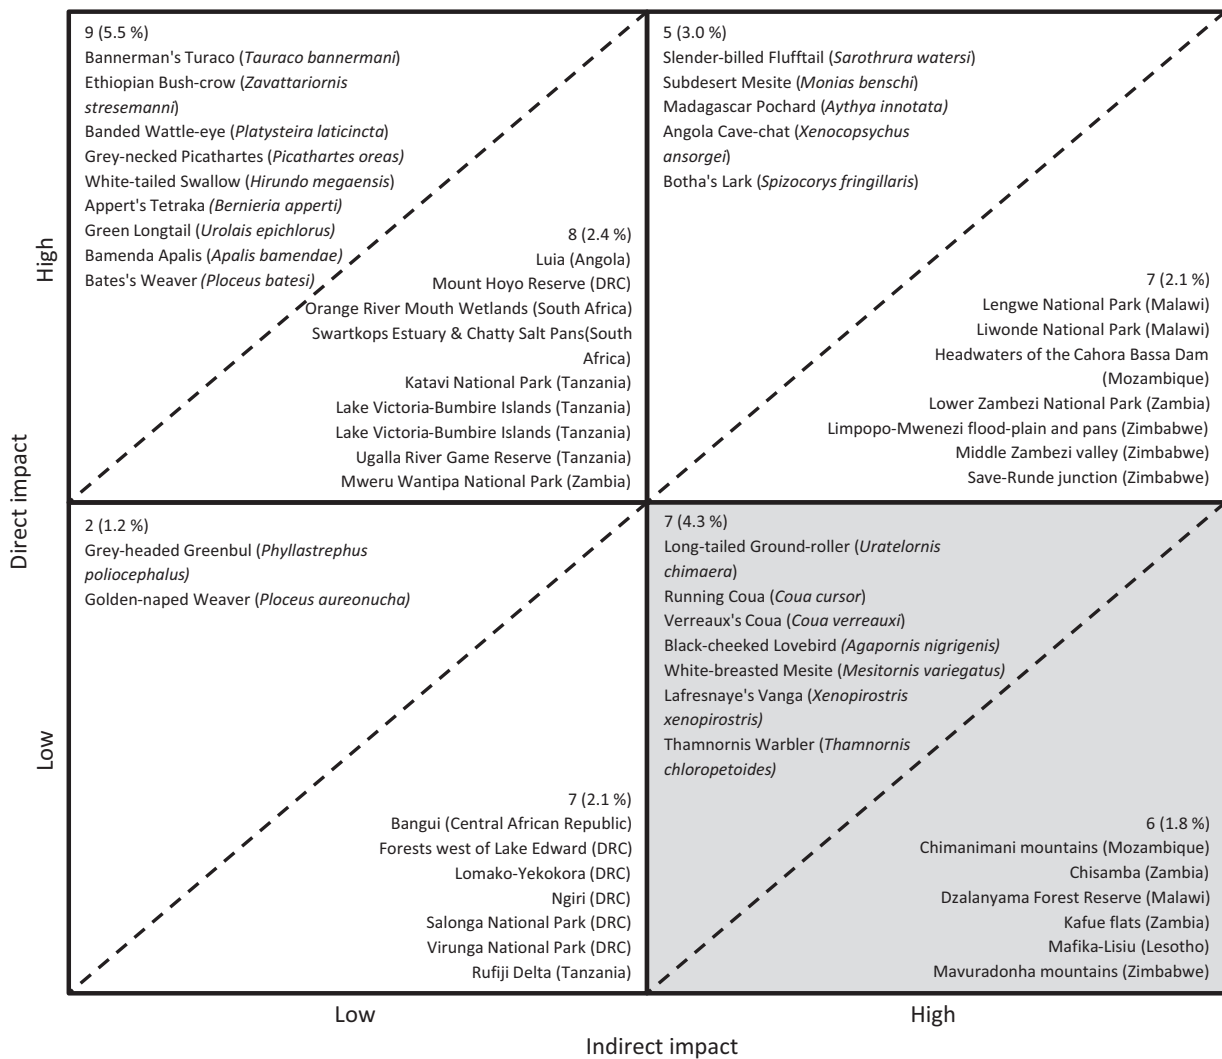 9 (5.5 %)
Bannerman's Turaco (Tauraco bannermani)
Ethiopian Bush-crow (Zavattariornis
stresemanni)
Banded Wattle-eye (Platysteira laticincta)
Grey-necked Picathartes (Picathartes oreas)
White-tailed Swallow (Hirundo megaensis)
Appert's Tetraka (Bernieria apperti)
Green Longtail (Urolais epichlorus)
Bamenda Apalis (Apalis bamendae)
Bates's Weaver (Ploceus batesi)
8 (2.4 %)
Luia (Angola)
Mount Hoyo Reserve (DRC)
Orange River Mouth Wetlands (South Africa)
Swartkops Estuary & Chatty Salt Pans(South
Africa)
Katavi National Park (Tanzania)
Lake Victoria-Bumbire Islands (Tanzania)
Lake Victoria-Bumbire Islands (Tanzania)
Ugalla River Game Reserve (Tanzania)
Mweru Wantipa National Park (Zambia)
5 (3.0 %)
Slender-billed Flufftail (Sarothrura watersi)
Subdesert Mesite (Monias benschi)
Madagascar Pochard (Aythya innotata)
Angola Cave-chat (Xenocopsychus
ansorgei)
Botha's Lark (Spizocorys fringillaris)
7 (2.1 %)
Lengwe National Park (Malawi)
Liwonde National Park (Malawi)
Headwaters of the Cahora Bassa Dam
(Mozambique)
Lower Zambezi National Park (Zambia)
Limpopo-Mwenezi flood-plain and pans (Zimbabwe)
Middle Zambezi valley (Zimbabwe)
Save-Runde junction (Zimbabwe)
High
Direct impact
Low
2 (1.2 %)
Grey-headed Greenbul (Phyllastrephus
poliocephalus)
Golden-naped Weaver (Ploceus aureonucha)
7 (2.1 %)
Bangui (Central African Republic)
Forests west of Lake Edward (DRC)
Lomako-Yekokora (DRC)
Ngiri (DRC)
Salonga National Park (DRC)
Virunga National Park (DRC)
Rufiji Delta (Tanzania)
7 (4.3 %)
Long-tailed Ground-roller (Uratelornis
chimaera)
Running Coua (Coua cursor)
Verreaux's Coua (Coua verreauxi)
Black-cheeked Lovebird (Agapornis nigrigenis)
White-breasted Mesite (Mesitornis variegatus)
Lafresnaye's Vanga (Xenopirostris
xenopirostris)
Thamnornis Warbler (Thamnornis
chloropetoides)
6 (1.8 %)
Chimanimani mountains (Mozambique)
Chisamba (Zambia)
Dzalanyama Forest Reserve (Malawi)
Kafue flats (Zambia)
Mafika-Lisiu (Lesotho)
Mavuradonha mountains (Zimbabwe)
Low
High
Indirect impact